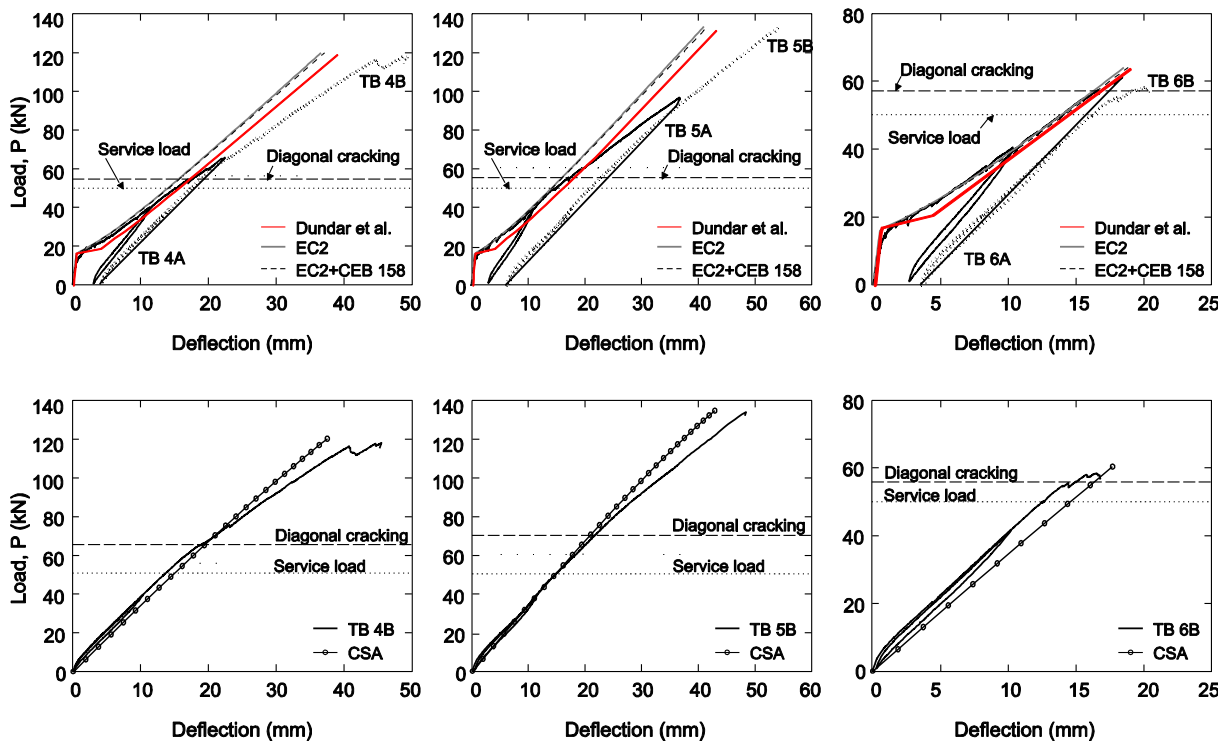 Load, P (kN)
140
120
100
80
60
40
20
0
0
10
20
30
40
50
Deflection (mm)
TB 4B
Service load
Diagonal cracking
TB 4A
Dundar et al.
EC2
EC2+CEB 158
140
120
100
80
60
40
20
0
0
10
20
30
40
50
60
Deflection (mm)
TB 5B
TB 5A
Service load
Diagonal cracking
Dundar et al.
EC2
EC2+CEB 158
80
60
40
20
0
0
5
10
15
20
25
Deflection (mm)
Diagonal cracking
TB 6B
Service load
TB 6A
Dundar et al.
EC2
EC2+CEB 158
Load, P (kN)
140
120
100
80
60
40
20
0
0
10
20
30
40
50
Deflection (mm)
Diagonal cracking
Service load
TB 4B
CSA
140
120
100
80
60
40
20
0
0
10
20
30
40
50
60
Deflection (mm)
Diagonal cracking
Service load
TB 5B
CSA
80
60
40
20
0
0
5
10
15
20
25
Deflection (mm)
Diagonal cracking
Service load
TB 6B
CSA